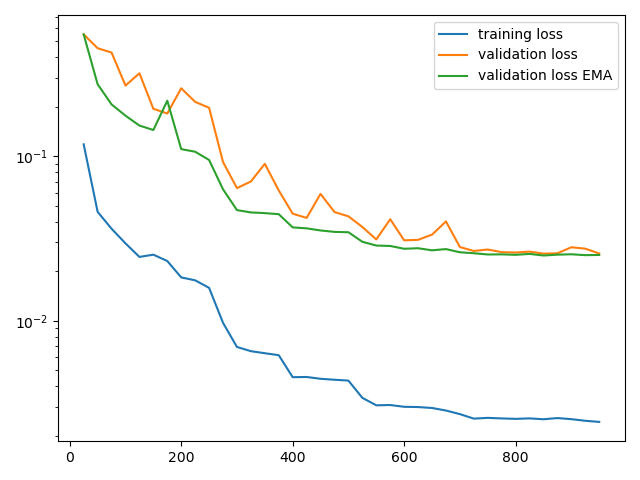 training loss
validation loss
validation loss EMA
10⁻¹
10⁻²
0 200 400 600 800